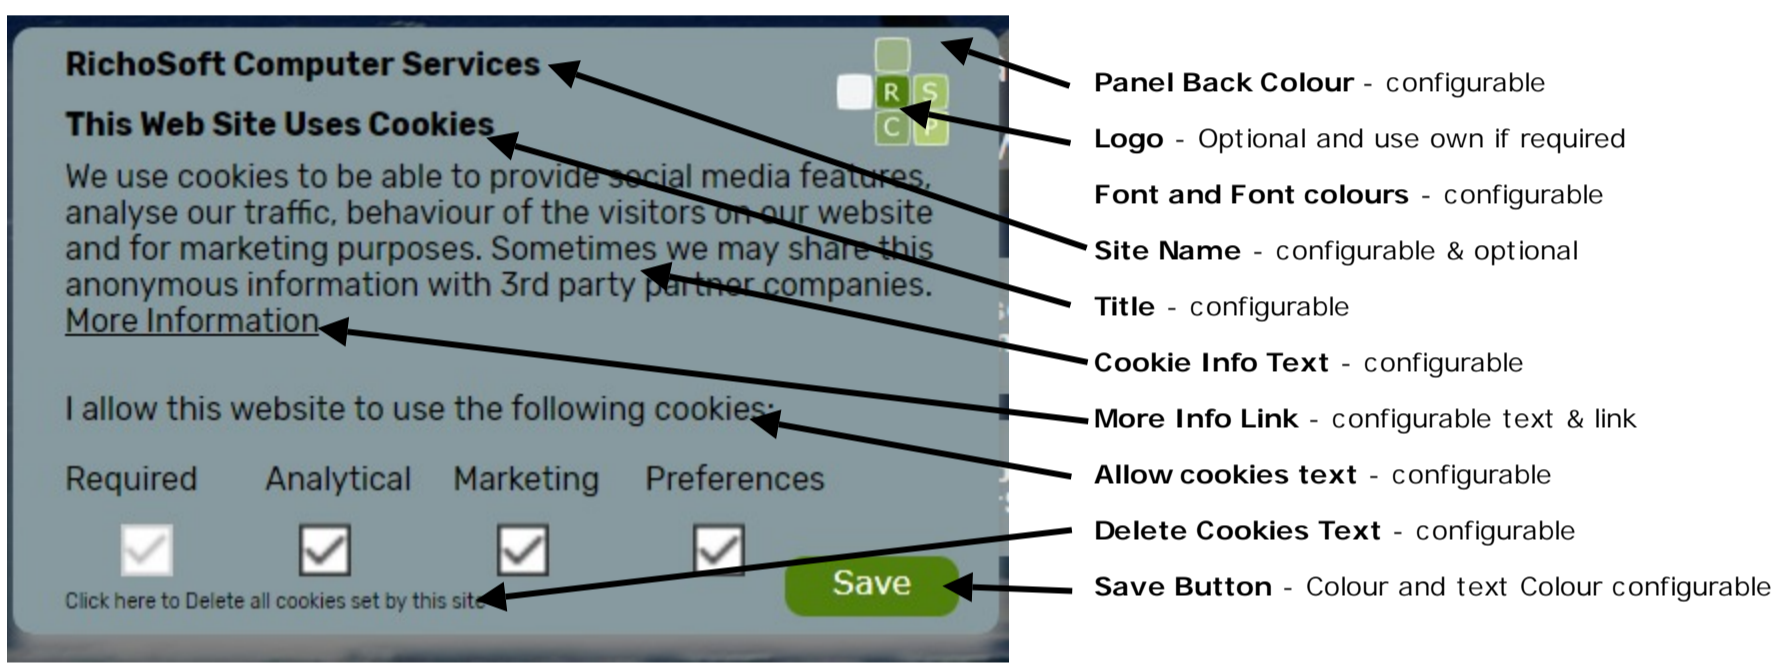 RichoSoft Computer Services
This Web Site Uses Cookies
We use cookies to be able to provide social media features,
analyse our traffic, behaviour of the visitors on our website
and for marketing purposes. Sometimes we may share this
anonymous information with 3rd party partner companies.
More Information
I allow this website to use the following cookies:
Required Analytical Marketing Preferences
Click here to Delete all cookies set by this site
Save
R S
C P
Panel Back Colour - configurable
Logo - Optional and use own if required
Font and Font colours - configurable
Site Name - configurable & optional
Title - configurable
Cookie Info Text - configurable
More Info Link - configurable text & link
Allow cookies text - configurable
Delete Cookies Text - configurable
Save Button - Colour and text Colour configurable